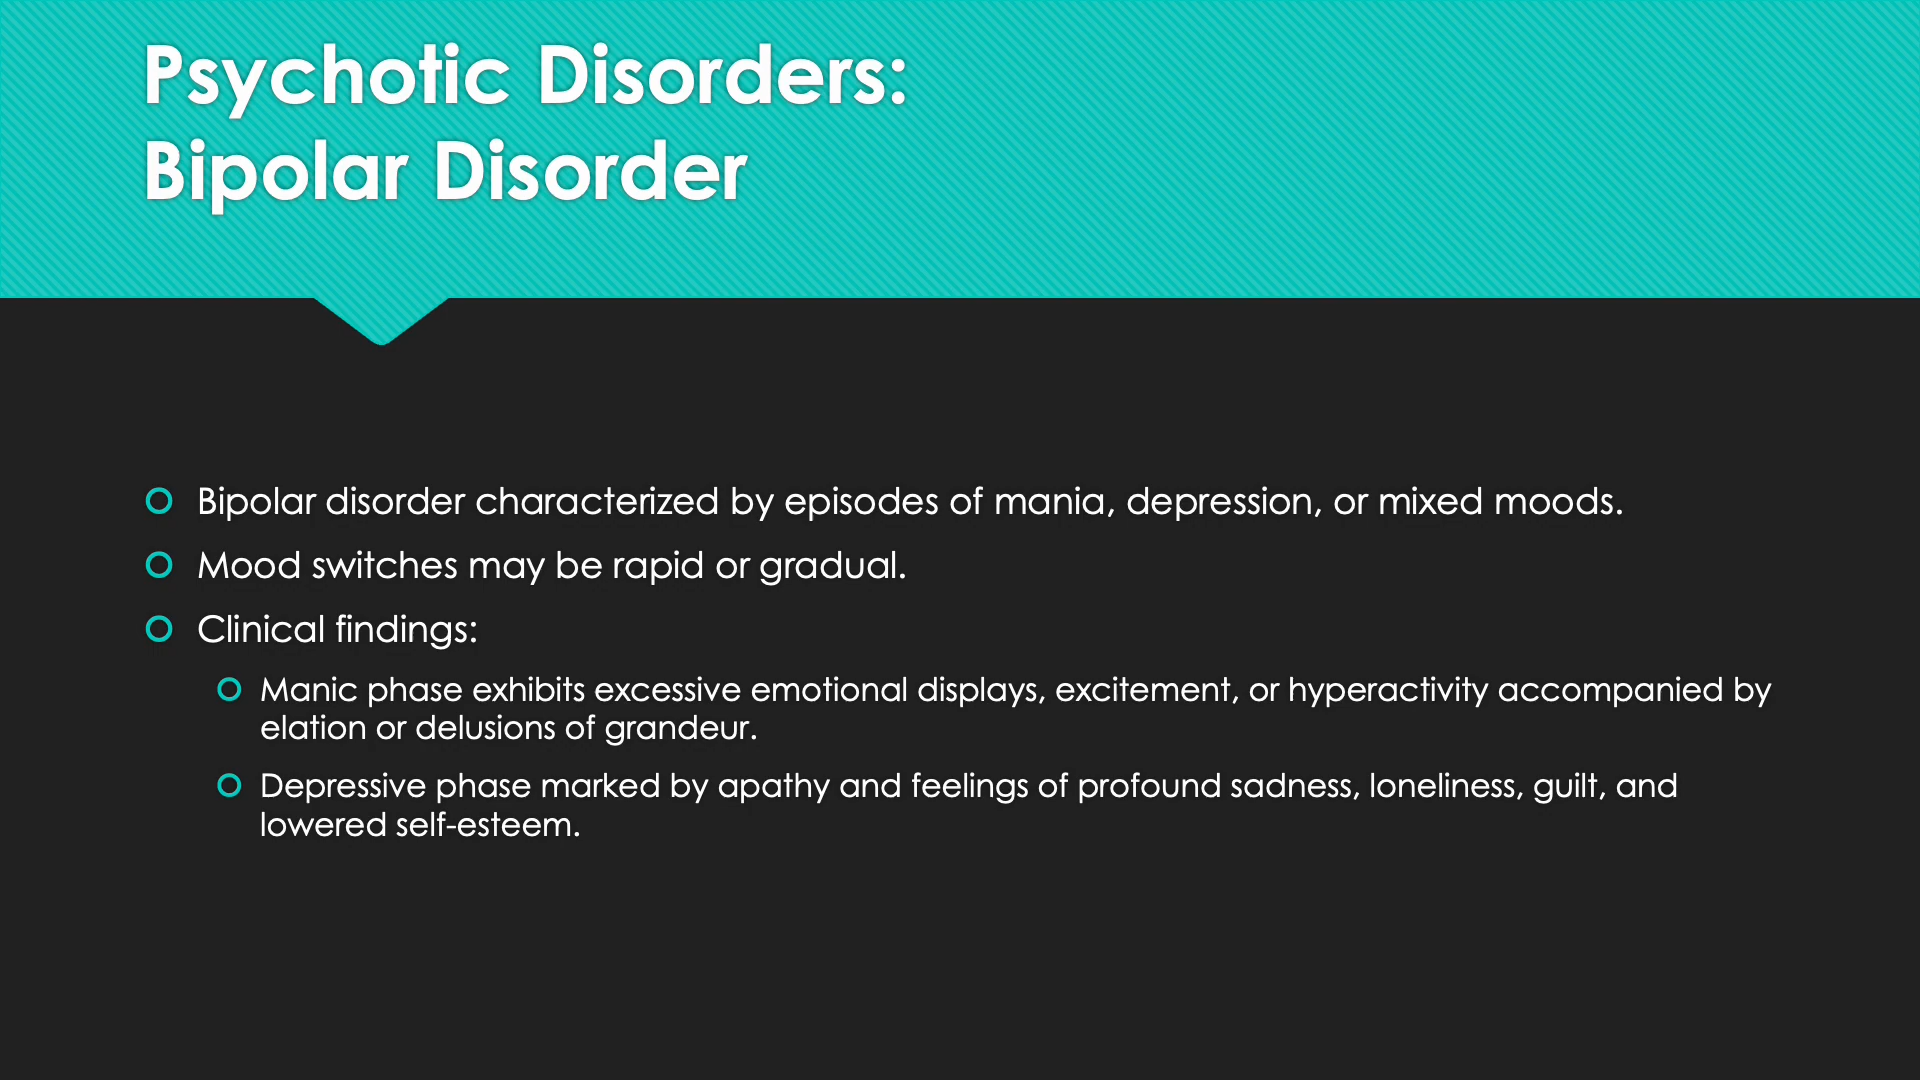 Psychotic Disorders:
Bipolar Disorder
Bipolar disorder characterized by episodes of mania, depression, or mixed moods.
Mood switches may be rapid or gradual.
Clinical findings:
Manic phase exhibits excessive emotional displays, excitement, or hyperactivity accompanied by
elation or delusions of grandeur.
Depressive phase marked by apathy and feelings of profound sadness, loneliness, guilt, and
lowered self-esteem.